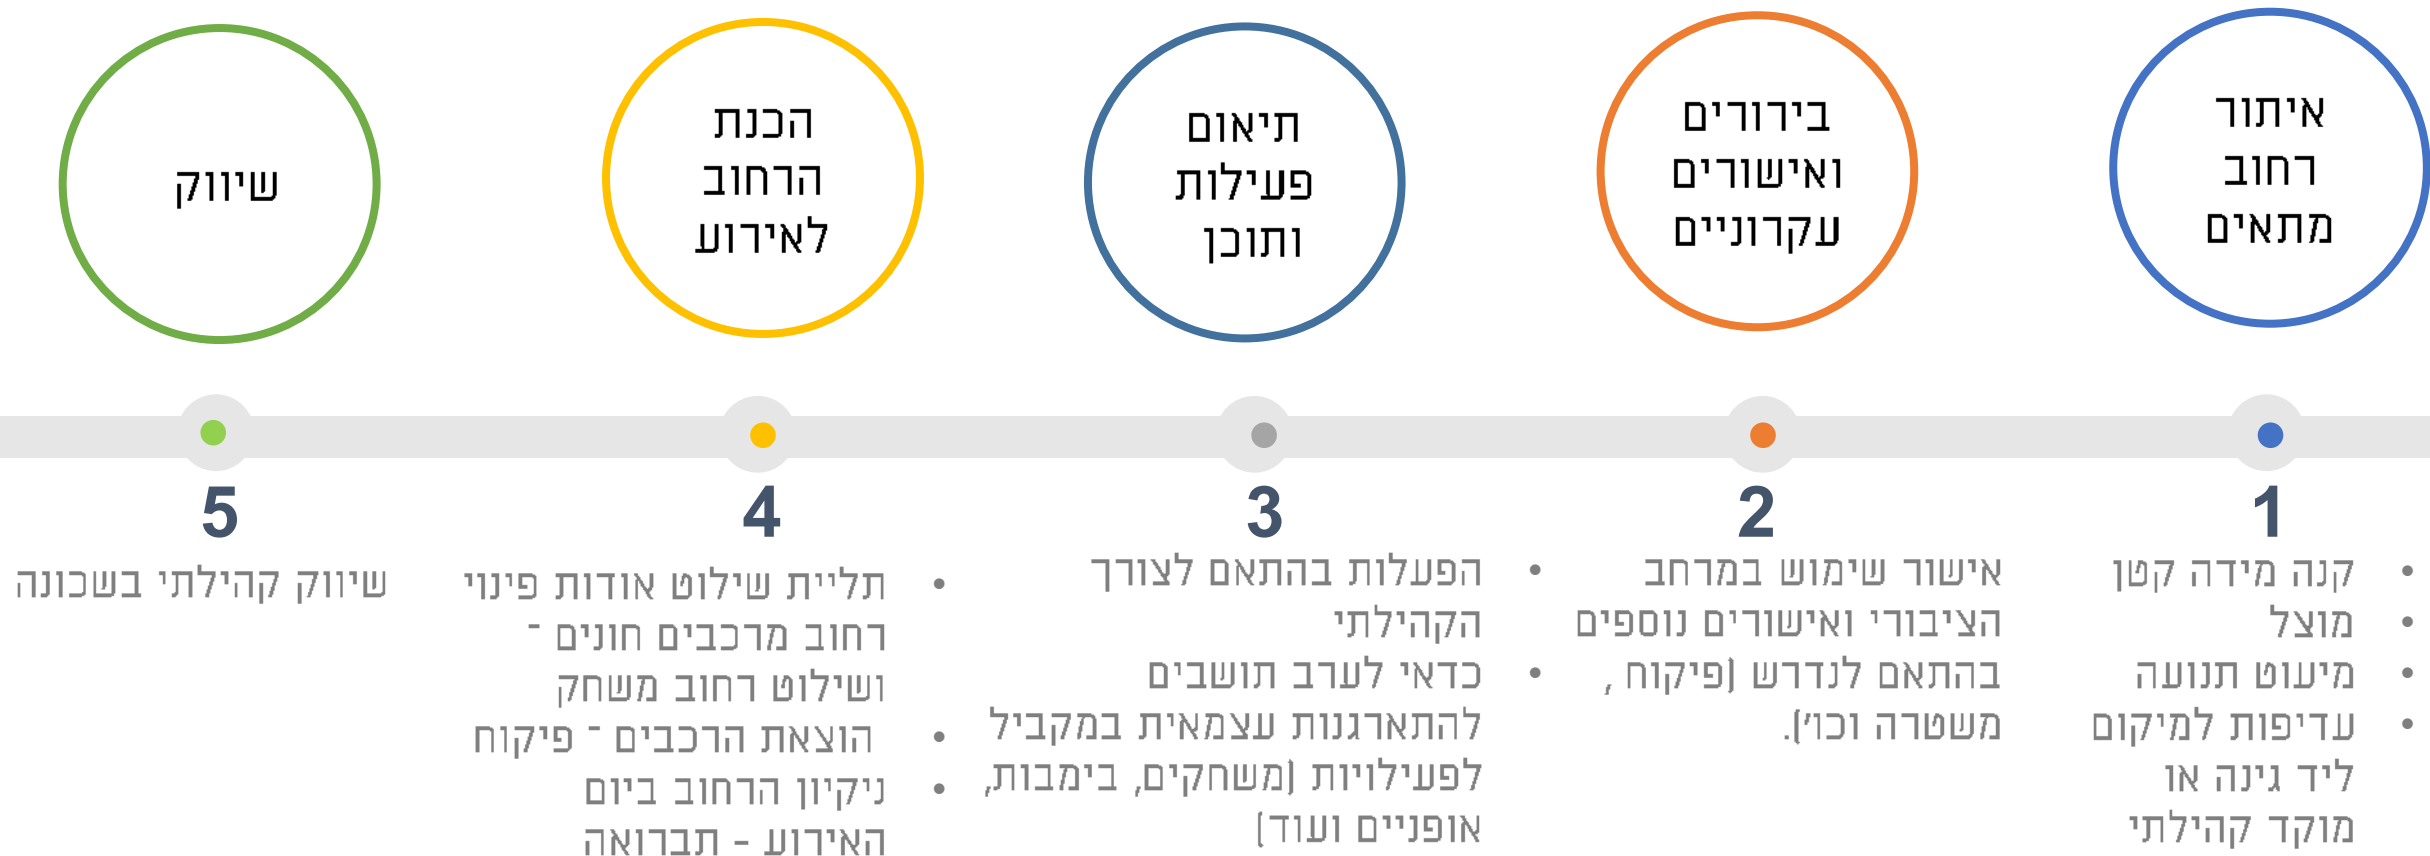 איתור
רחוב
מתאים
בירורים
ואישורים
עקרוניים
תיאום
פעילות
ותוכן
הכנת
הרחוב
לאירוע
שיווק
1
• קנה מידה קטן
• מוצל
• מיעוט תנועה
• עדיפות למיקום
ליד גינה או
מוקד קהילתי
2
אישור שימוש במרחב
הציבורי ואישורים נוספים
בהתאם לנדרש (פיקוח ,
משטרה וכו').
3
• הפעלות בהתאם לצורך
הקהילתי
• כדאי לערב תושבים
להתארגנות עצמאית במקביל
לפעילויות (משחקים, בימבות,
אופניים ועוד)
4
• תליית שילוט אודות פינוי
רחוב מרכבים חונים -
ושילוט רחוב משחק
• הוצאת הרכבים - פיקוח
• ניקיון הרחוב ביום
האירוע - תברואה
5
שיווק קהילתי בשכונה